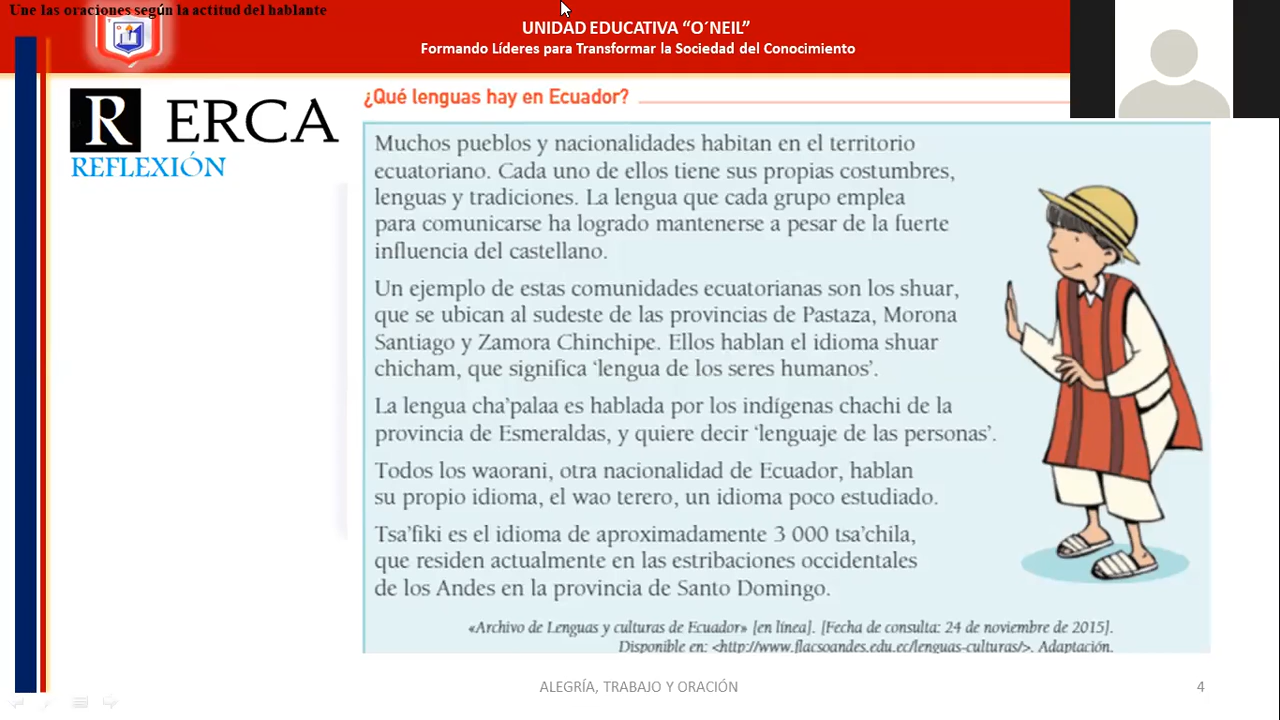 Une las oraciones según la actitud del hablante
UNIDAD EDUCATIVA “O´NEIL”
Formando Líderes para Transformar la Sociedad del Conocimiento
R ERCA
REFLEXIÓN
¿Qué lenguas hay en Ecuador?
Muchos pueblos y nacionalidades habitan en el territorio
ecuatoriano. Cada uno de ellos tiene sus propias costumbres,
lenguas y tradiciones. La lengua que cada grupo emplea
para comunicarse ha logrado mantenerse a pesar de la fuerte
influencia del castellano.
Un ejemplo de estas comunidades ecuatorianas son los shuar,
que se ubican al sudeste de las provincias de Pastaza, Morona
Santiago y Zamora Chinchipe. Ellos hablan el idioma shuar
chicham, que significa ‘lengua de los seres humanos’.
La lengua cha’palaa es hablada por los indígenas chachi de la
provincia de Esmeraldas, y quiere decir ‘lenguaje de las personas’.
Todos los waorani, otra nacionalidad de Ecuador, hablan
su propio idioma, el wao terero, un idioma poco estudiado.
Tsa’fiki es el idioma de aproximadamente 3 000 tsa’chila,
que residen actualmente en las estribaciones occidentales
de los Andes en la provincia de Santo Domingo.
«Archivo de Lenguas y culturas de Ecuador» [en línea]. [Fecha de consulta: 24 de noviembre de 2015].
Disponible en: <http://www.flacsoandes.edu.ec/lenguas-culturas/>. Adaptación.
ALEGRÍA, TRABAJO Y ORACIÓN
4